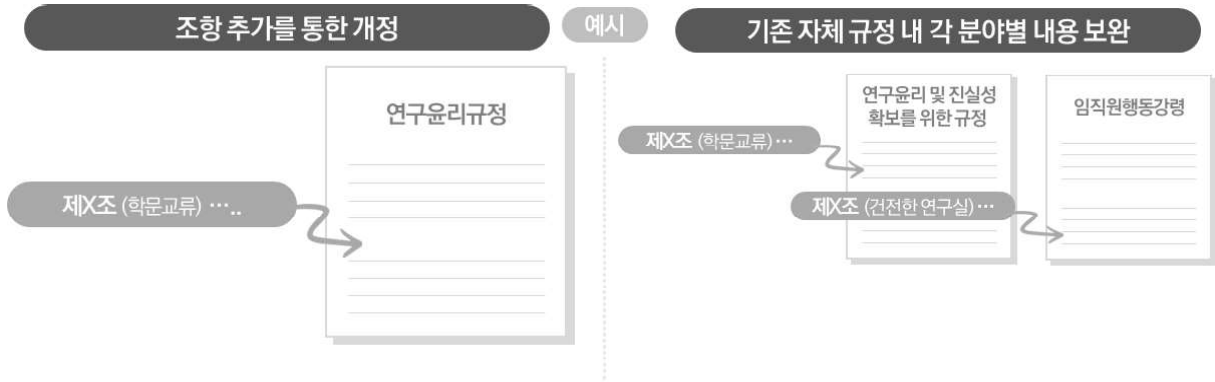 조항 추가를 통한 개정
예시
기존 자체 규정 내 각 분야별 내용 보완
연구윤리규정
제X조 (학문교류) ⋯..
연구윤리 및 진실성
확보를 위한 규정
임직원행동강령
제X조 (학문교류) ⋯
제X조 (건전한 연구실) ⋯